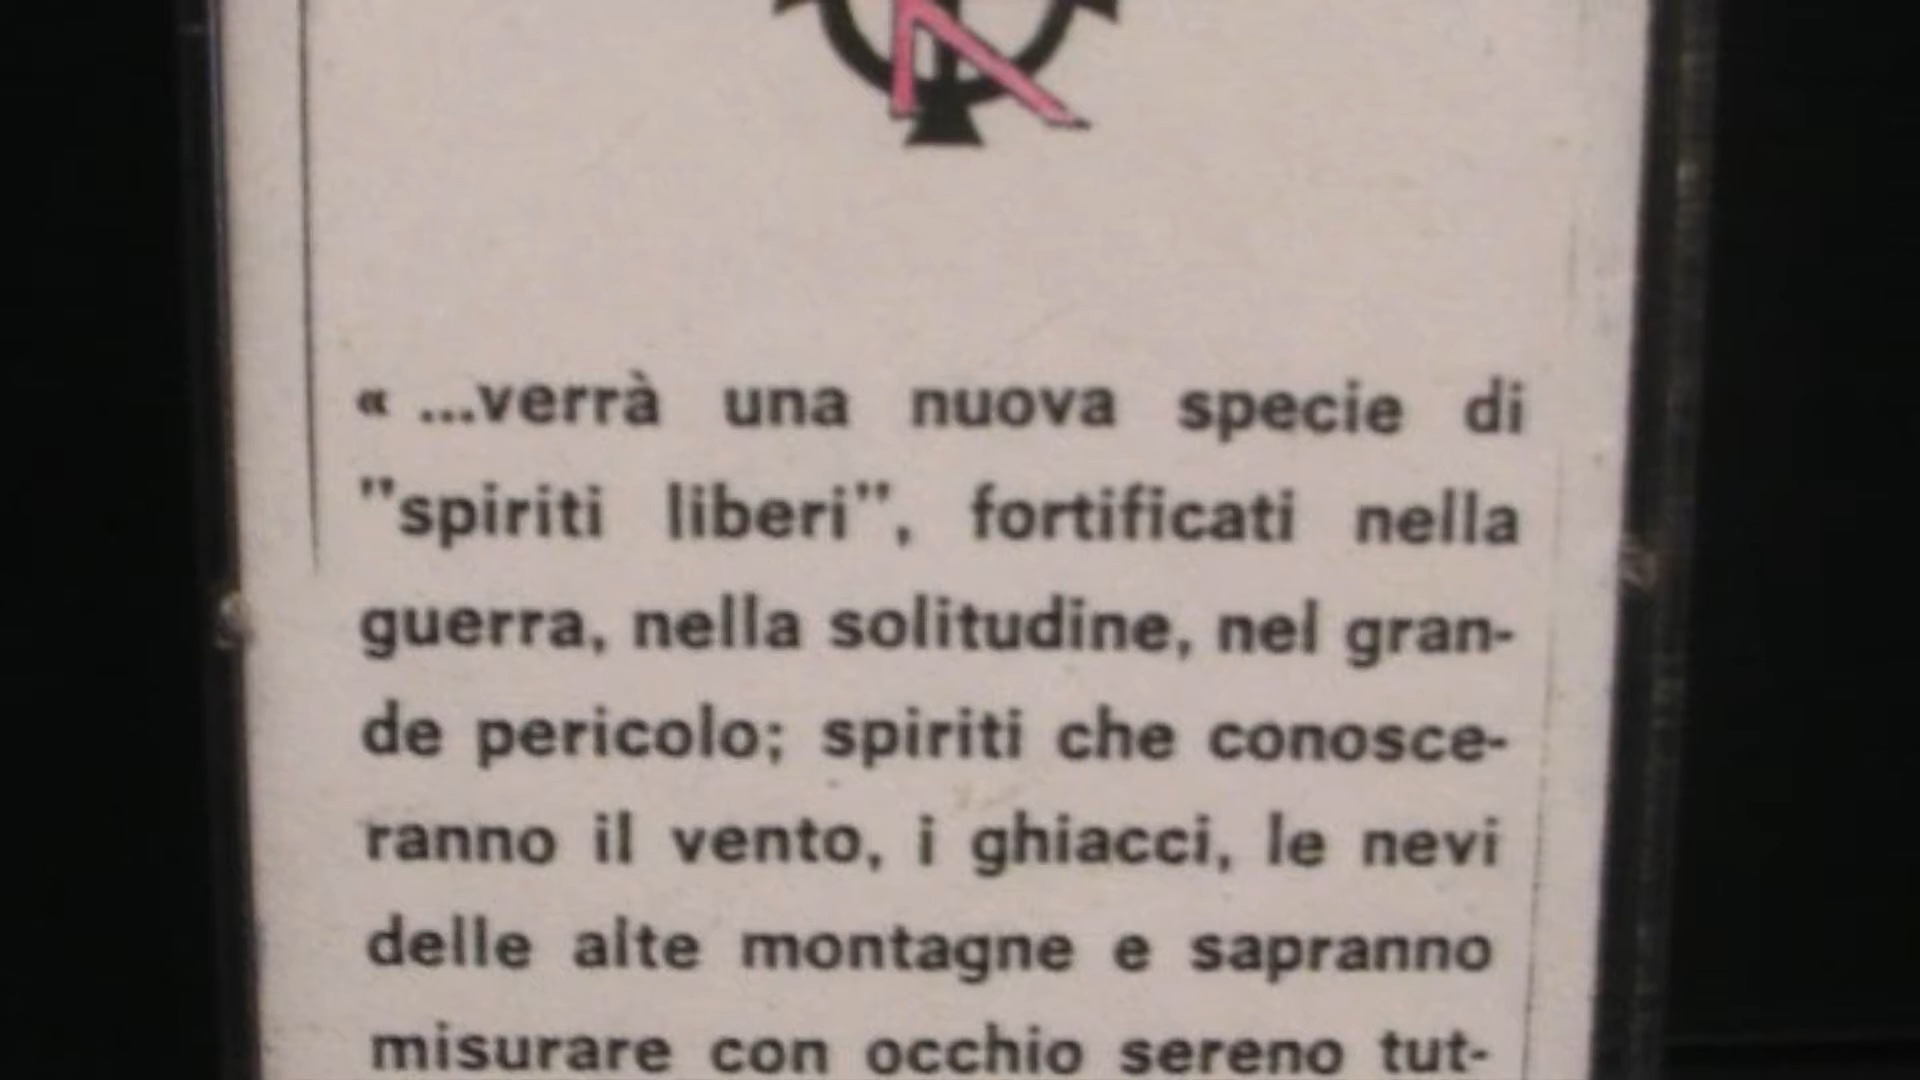 « ...verrà una nuova specie di
"spiriti liberi", fortificati nella
guerra, nella solitudine, nel gran-
de pericolo; spiriti che conosce-
ranno il vento, i ghiacci, le nevi
delle alte montagne e sapranno
misurare con occhio sereno tut-